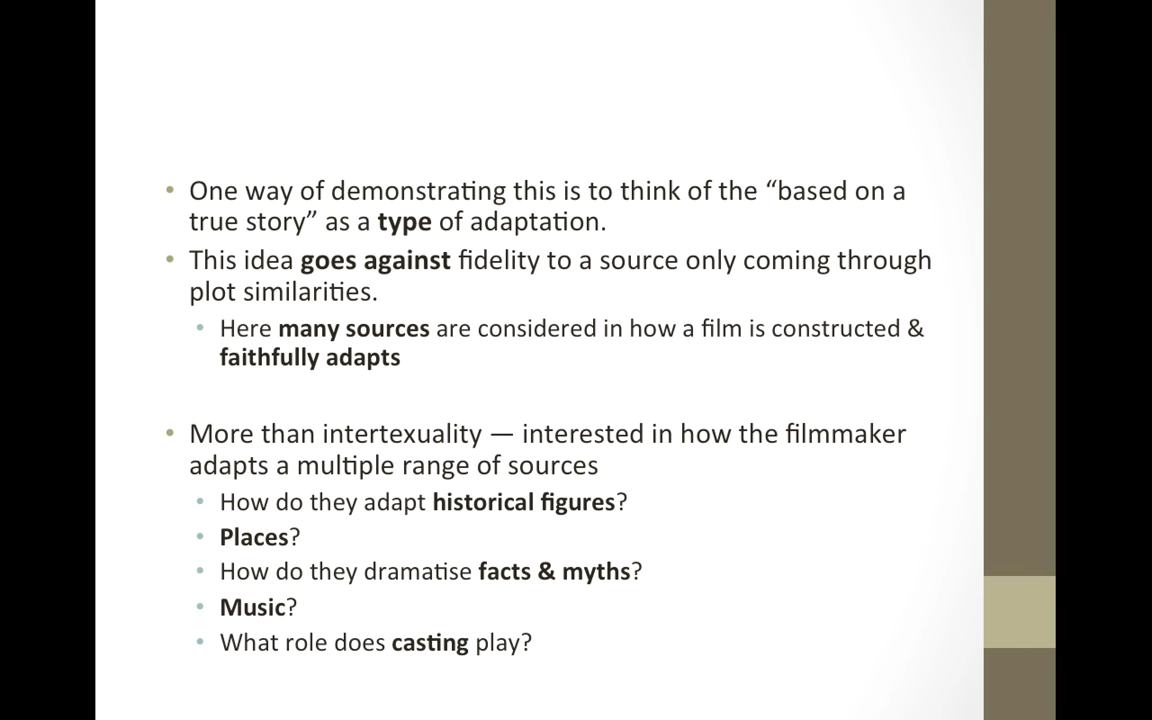 • One way of demonstrating this is to think of the “based on a
true story” as a type of adaptation.
• This idea goes against fidelity to a source only coming through
plot similarities.
• Here many sources are considered in how a film is constructed &
faithfully adapts
• More than intertexuality — interested in how the filmmaker
adapts a multiple range of sources
• How do they adapt historical figures?
• Places?
• How do they dramatise facts & myths?
• Music?
• What role does casting play?